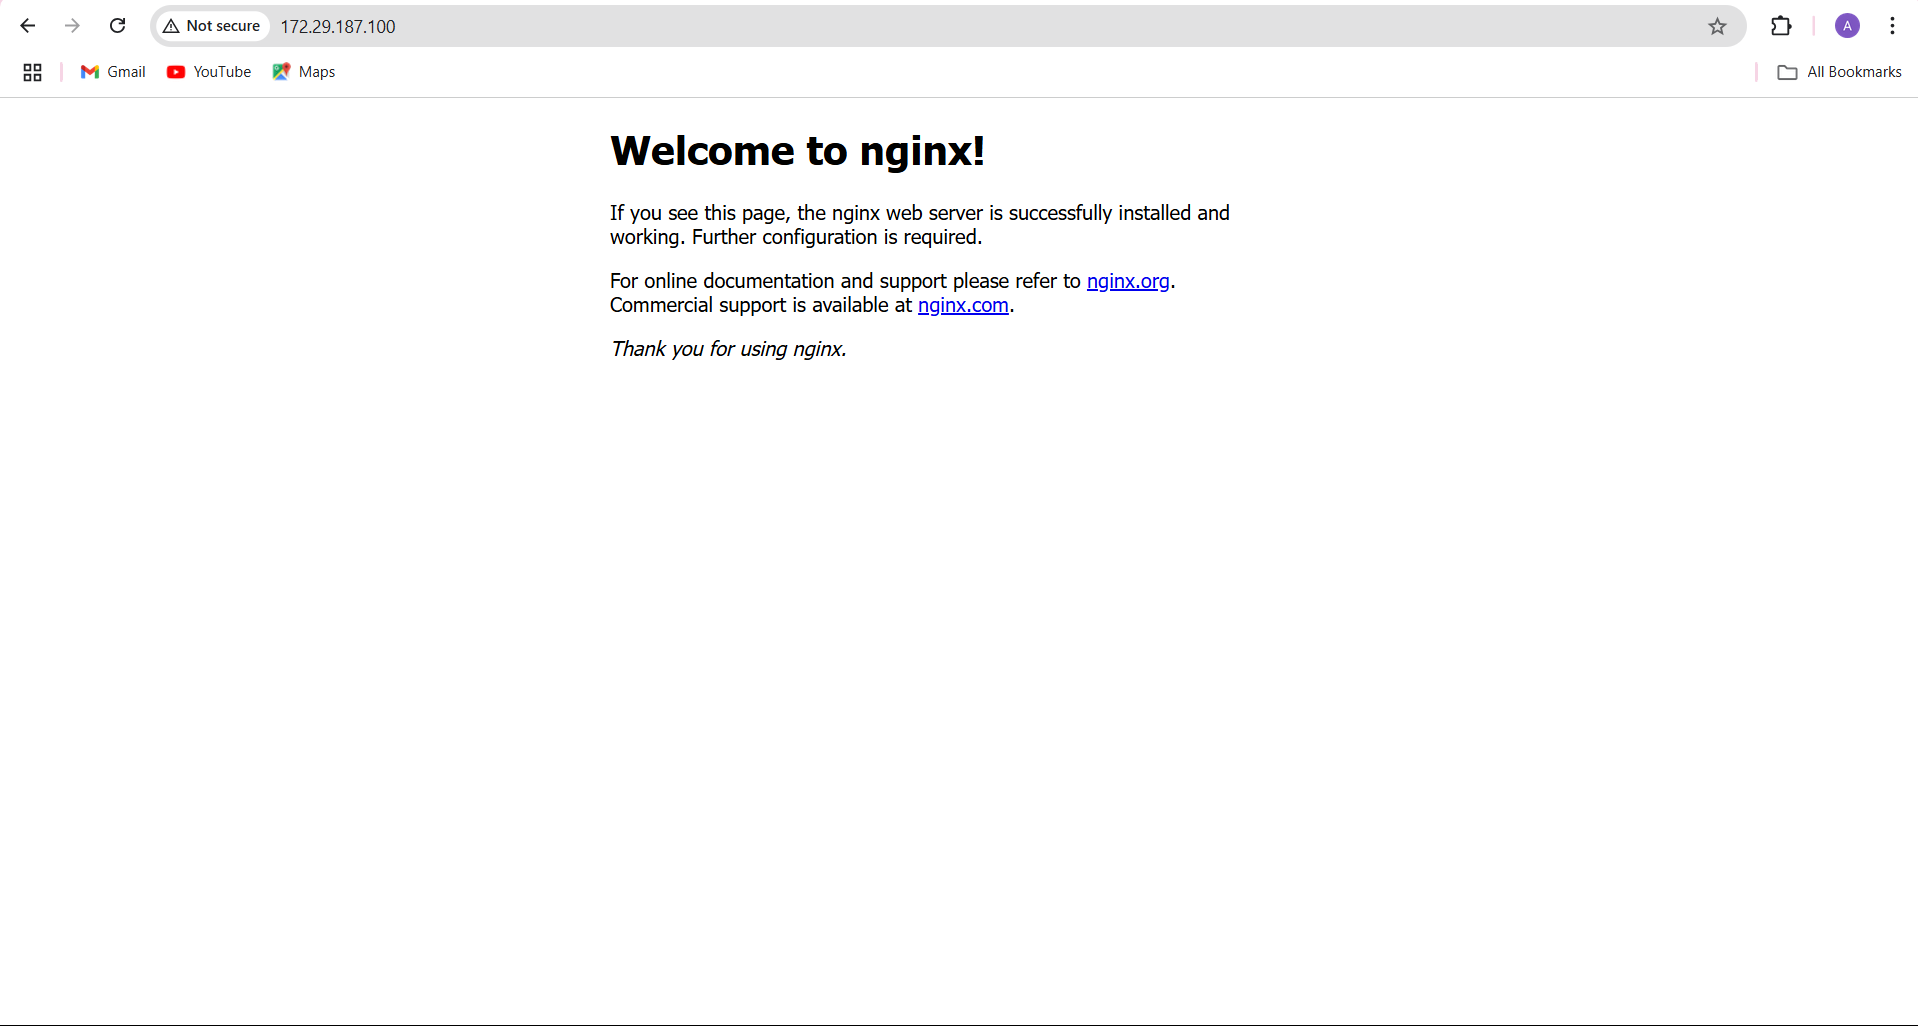 Not secure 172.29.187.100
A
Gmail YouTube Maps All Bookmarks
Welcome to nginx!
If you see this page, the nginx web server is successfully installed and
working. Further configuration is required.
For online documentation and support please refer to nginx.org.
Commercial support is available at nginx.com.
Thank you for using nginx.